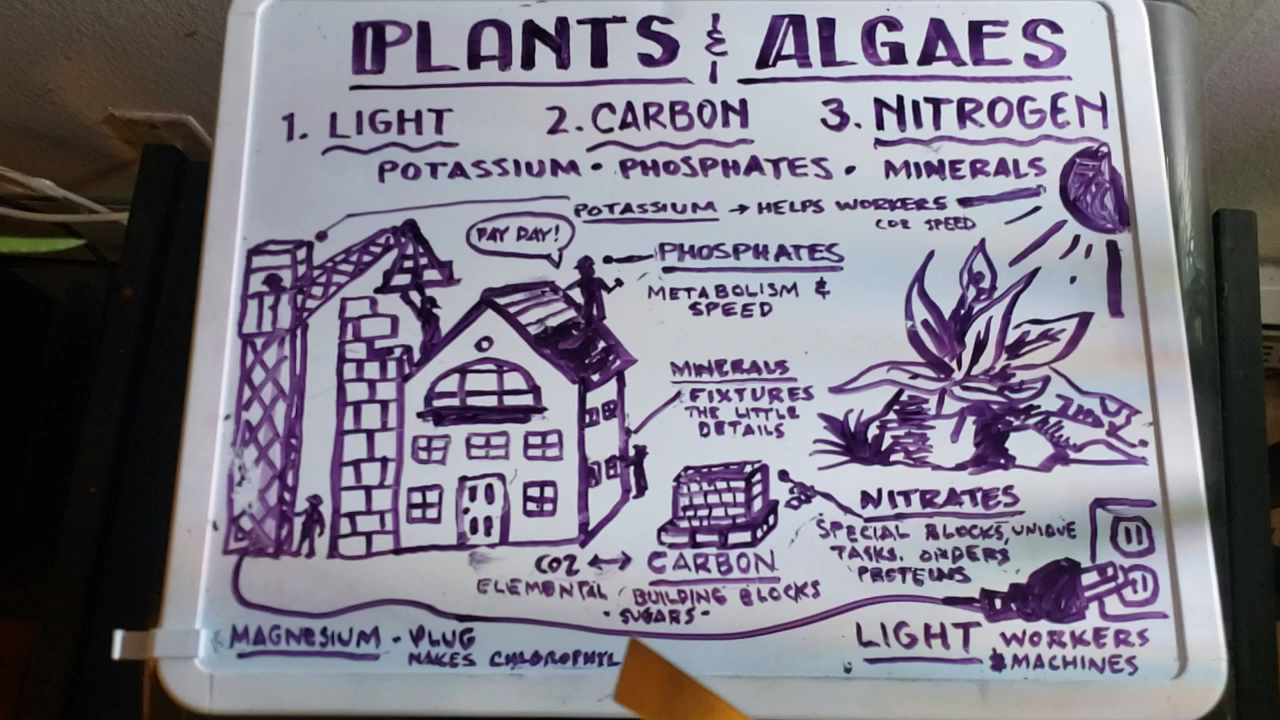 PLANTS & ALGAES
1. LIGHT 2. CARBON 3. NITROGEN
POTASSIUM · PHOSPHATES · MINERALS
POTASSIUM → HELPS WORKERS
CO2 SPEED
PAY DAY!
PHOSPHATES
METABOLISM &
SPEED
MINERALS
FIXTURES
THE LITTLE
DETAILS
NITRATES
SPECIAL BLOCKS, UNIQUE
TASKS. ORDERS
PROTEINS
CO2 ↔ CARBON
ELEMENTAL BUILDING BLOCKS
- SUGARS -
MAGNESIUM - PLUG
MAKES CHLOROPHYL
LIGHT WORKERS
& MACHINES